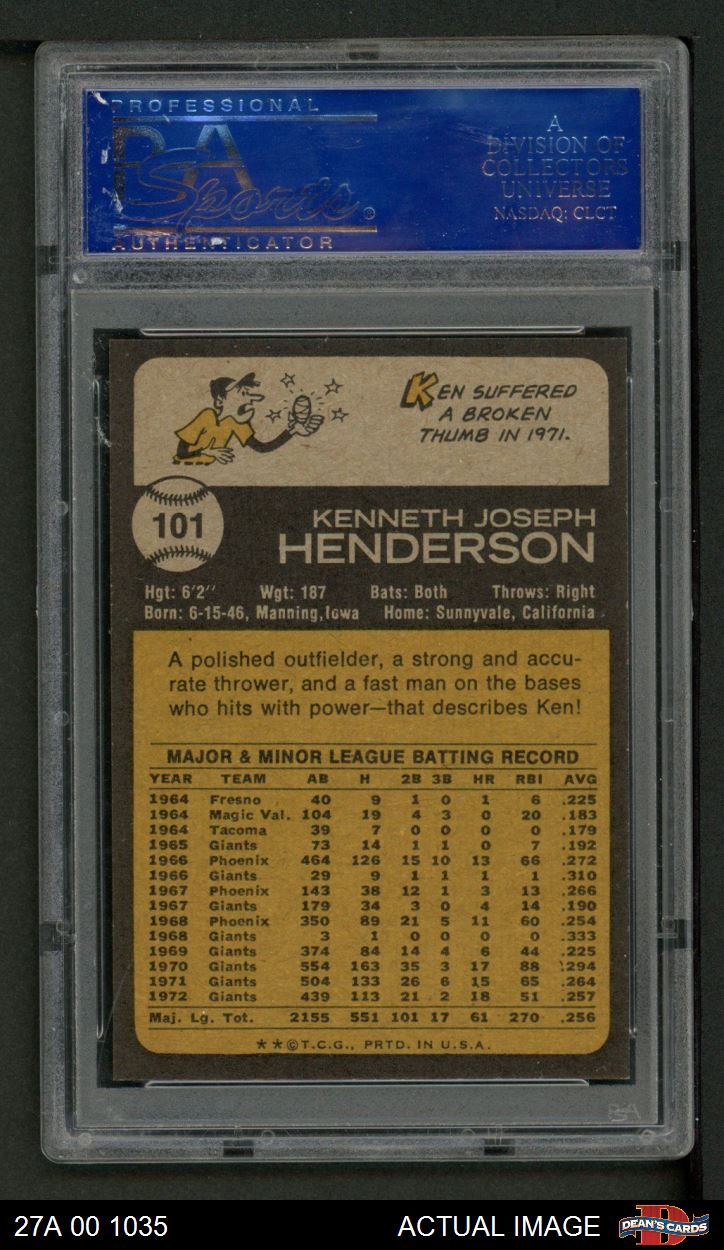 PROFESSIONAL
PSA
Sports®
AUTHENTICATOR
A
DIVISION OF
COLLECTORS
UNIVERSE
NASDAQ: CLCT
KEN SUFFERED
A BROKEN
THUMB IN 1971.
101
KENNETH JOSEPH
HENDERSON
Hgt: 6'2" Wgt: 187 Bats: Both Throws: Right
Born: 6-15-46, Manning, Iowa Home: Sunnyvale, California
A polished outfielder, a strong and accu-
rate thrower, and a fast man on the bases
who hits with power—that describes Ken!
MAJOR & MINOR LEAGUE BATTING RECORD
YEAR TEAM AB H 2B 3B HR RBI AVG
1964 Fresno 40 9 1 0 1 6 .225
1964 Magic Val. 104 19 4 3 0 20 .183
1964 Tacoma 39 7 0 0 0 0 .179
1965 Giants 73 14 1 1 0 7 .192
1966 Phoenix 464 126 15 10 13 66 .272
1966 Giants 29 9 1 1 1 1 .310
1967 Phoenix 143 38 12 1 3 13 .266
1967 Giants 179 34 3 0 4 14 .190
1968 Phoenix 350 89 21 5 11 60 .254
1968 Giants 3 1 0 0 0 0 .333
1969 Giants 374 84 14 4 6 44 .225
1970 Giants 554 163 35 3 17 88 .294
1971 Giants 504 133 26 6 15 65 .264
1972 Giants 439 113 21 2 18 51 .257
Maj. Lg. Tot. 2155 551 101 17 61 270 .256
★★©T.C.G., PRTD. IN U.S.A.
PSA
27A 00 1035 ACTUAL IMAGE DEAN'S CARDS